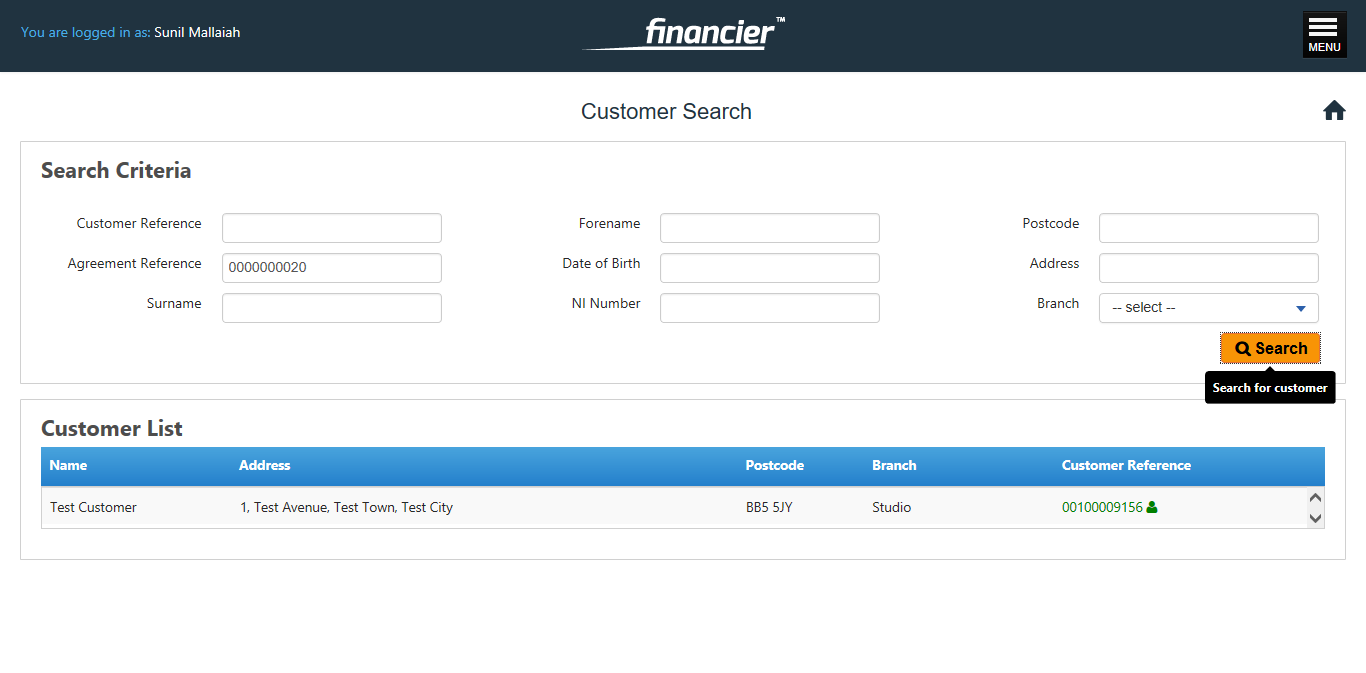 You are logged in as: Sunil Mallaiah
financier™
MENU
Customer Search
Search Criteria
Customer Reference Forename Postcode
Agreement Reference 0000000020 Date of Birth Address
Surname NI Number Branch -- select --
Search
Search for customer
Customer List
Name Address Postcode Branch Customer Reference
Test Customer 1, Test Avenue, Test Town, Test City BB5 5JY Studio 00100009156